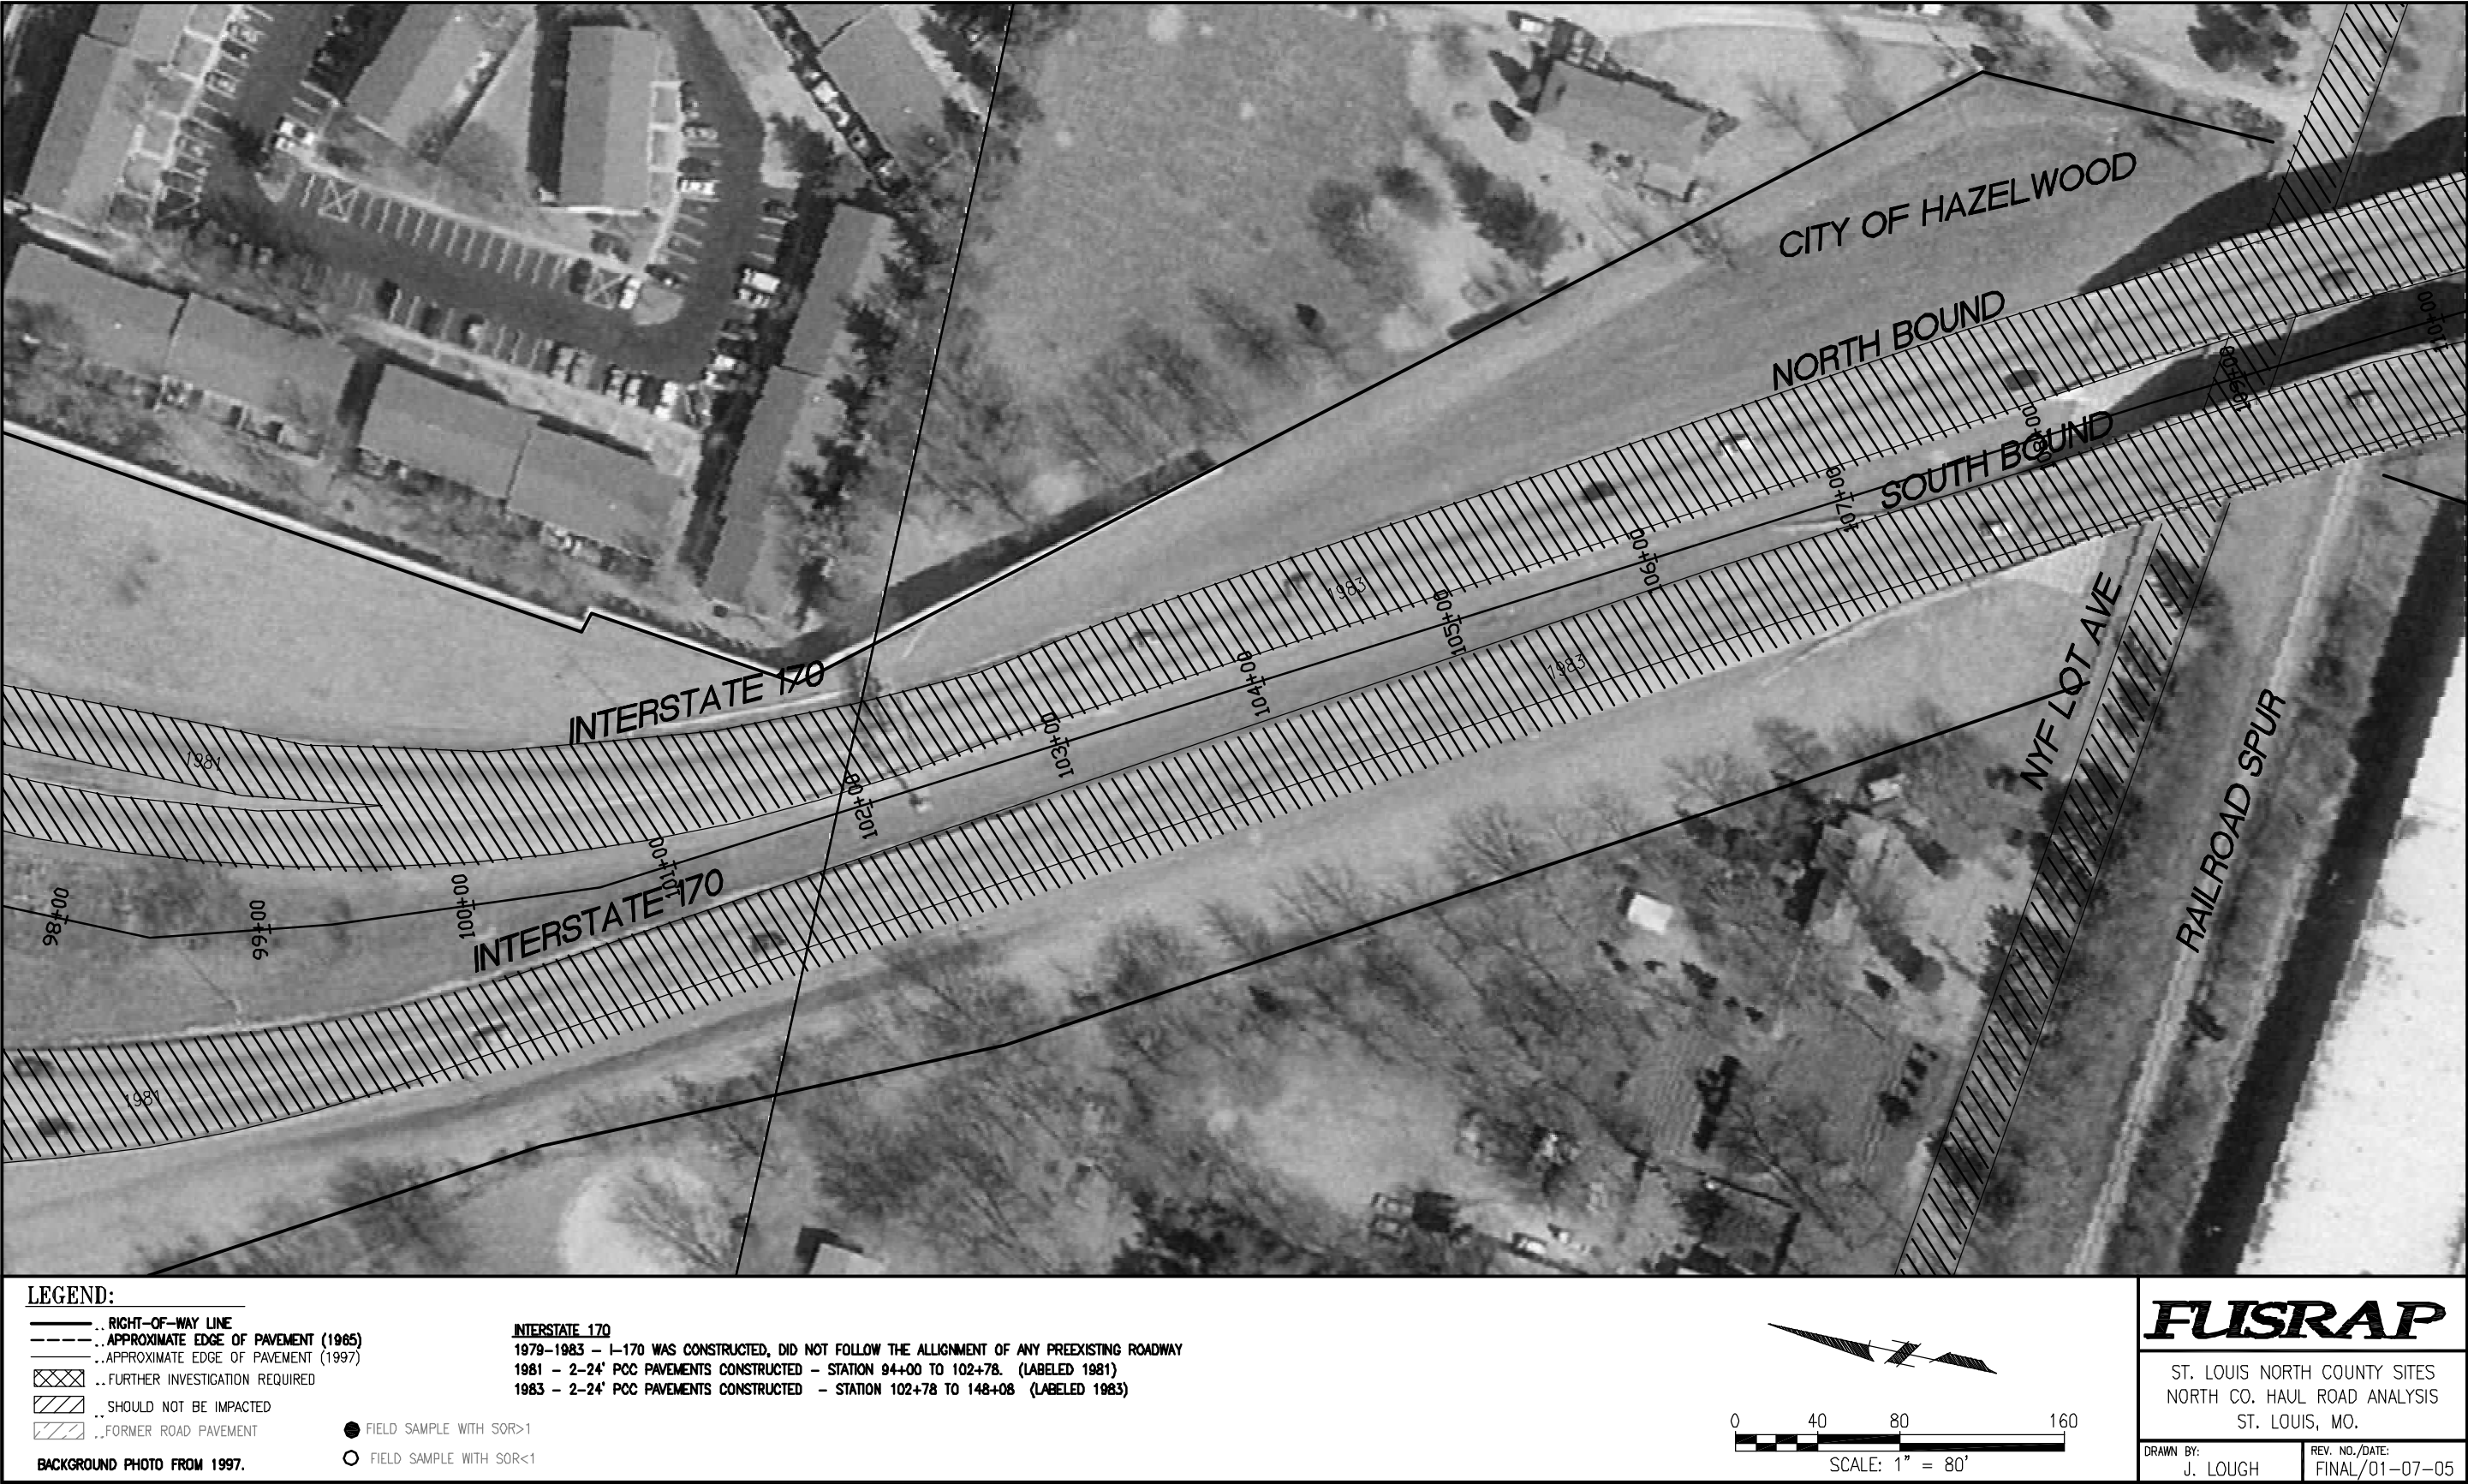 CITY OF HAZELWOOD
NORTH BOUND
SOUTH BOUND
INTERSTATE 170
INTERSTATE 170
NYF LOT AVE
RAILROAD SPUR
1981
1981
1983
1983
98+00
99+00
100+00
101+00
102+00
103+00
104+00
105+00
106+00
107+00
108+00
109+00
110+00
LEGEND:
..RIGHT-OF-WAY LINE
..APPROXIMATE EDGE OF PAVEMENT (1965)
..APPROXIMATE EDGE OF PAVEMENT (1997)
..FURTHER INVESTIGATION REQUIRED
..SHOULD NOT BE IMPACTED
..FORMER ROAD PAVEMENT
BACKGROUND PHOTO FROM 1997.
FIELD SAMPLE WITH SOR>1
FIELD SAMPLE WITH SOR<1
INTERSTATE 170
1979-1983 - I-170 WAS CONSTRUCTED, DID NOT FOLLOW THE ALLIGNMENT OF ANY PREEXISTING ROADWAY
1981 - 2-24' PCC PAVEMENTS CONSTRUCTED - STATION 94+00 TO 102+78. (LABELED 1981)
1983 - 2-24' PCC PAVEMENTS CONSTRUCTED - STATION 102+78 TO 148+08 (LABELED 1983)
0 40 80 160
SCALE: 1" = 80'
FUSRAP
ST. LOUIS NORTH COUNTY SITES
NORTH CO. HAUL ROAD ANALYSIS
ST. LOUIS, MO.
DRAWN BY:
J. LOUGH
REV. NO./DATE:
FINAL/01-07-05